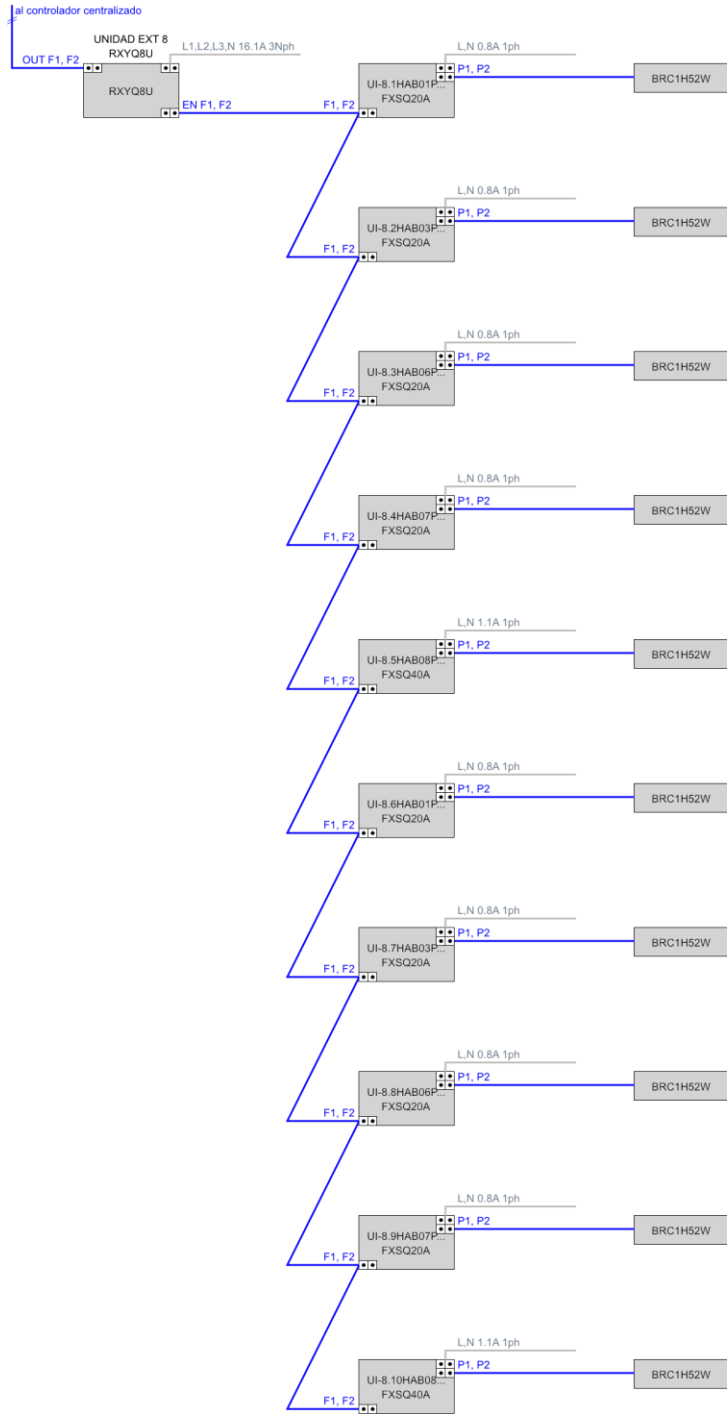 al controlador centralizado
UNIDAD EXT 8
RXYQ8U
L1,L2,L3,N 16.1A 3Nph
OUT F1, F2
RXYQ8U
EN F1, F2
L,N 0.8A 1ph
P1, P2
UI-8.1HAB01P...
FXSQ20A
F1, F2
BRC1H52W
L,N 0.8A 1ph
P1, P2
UI-8.2HAB03P...
FXSQ20A
F1, F2
BRC1H52W
L,N 0.8A 1ph
P1, P2
UI-8.3HAB06P...
FXSQ20A
F1, F2
BRC1H52W
L,N 0.8A 1ph
P1, P2
UI-8.4HAB07P...
FXSQ20A
F1, F2
BRC1H52W
L,N 1.1A 1ph
P1, P2
UI-8.5HAB08P...
FXSQ40A
F1, F2
BRC1H52W
L,N 0.8A 1ph
P1, P2
UI-8.6HAB01P...
FXSQ20A
F1, F2
BRC1H52W
L,N 0.8A 1ph
P1, P2
UI-8.7HAB03P...
FXSQ20A
F1, F2
BRC1H52W
L,N 0.8A 1ph
P1, P2
UI-8.8HAB06P...
FXSQ20A
F1, F2
BRC1H52W
L,N 0.8A 1ph
P1, P2
UI-8.9HAB07P...
FXSQ20A
F1, F2
BRC1H52W
L,N 1.1A 1ph
P1, P2
UI-8.10HAB08...
FXSQ40A
F1, F2
BRC1H52W